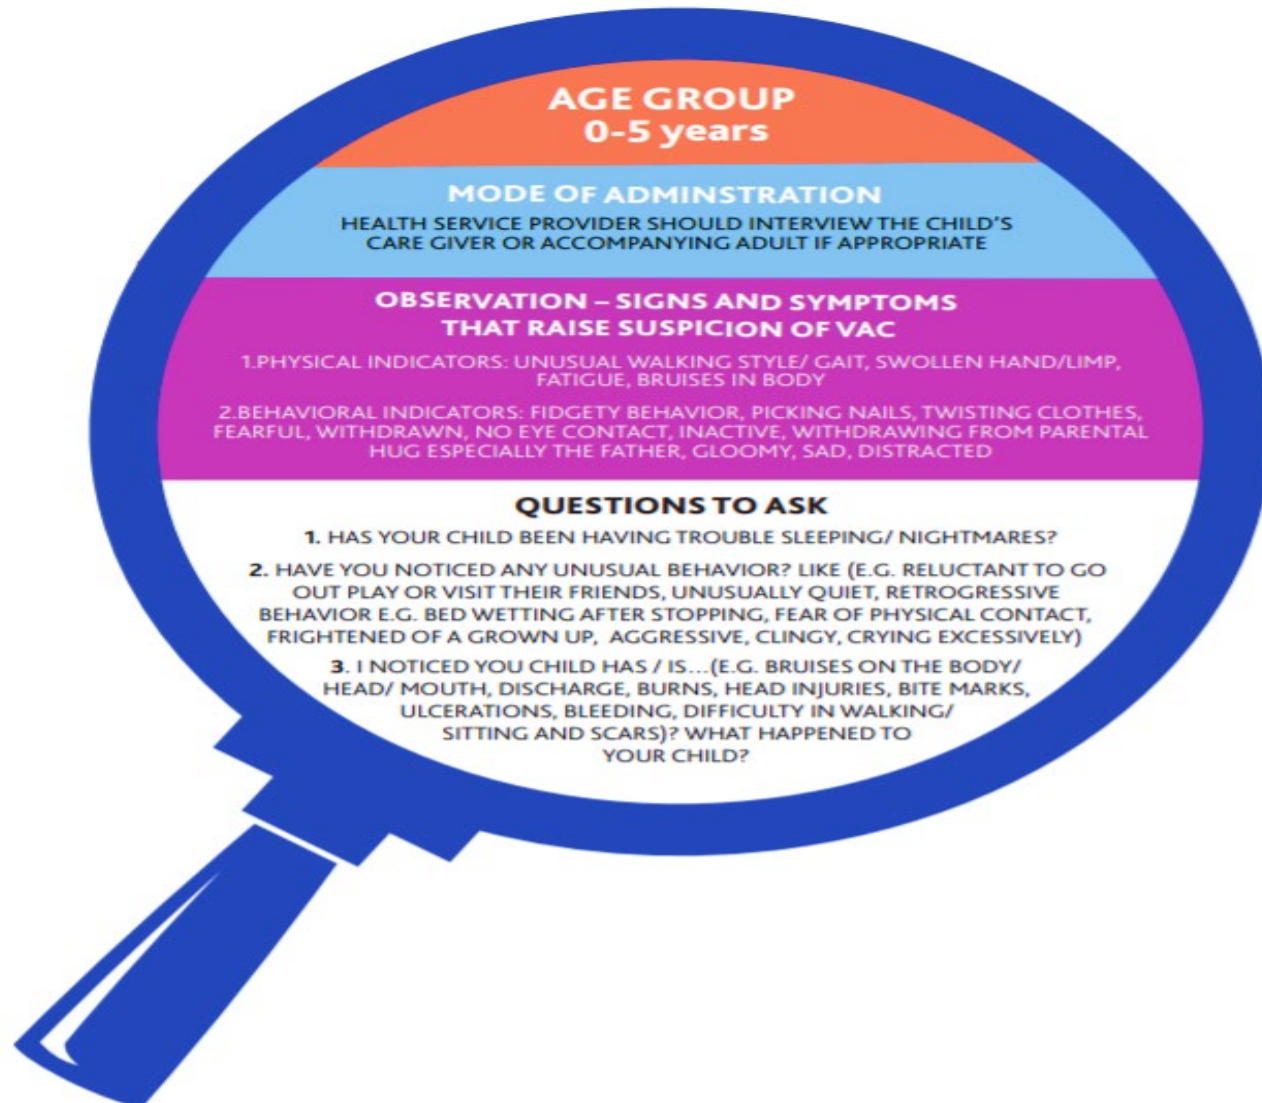 AGE GROUP
0-5 years
MODE OF ADMINSTRATION
HEALTH SERVICE PROVIDER SHOULD INTERVIEW THE CHILD'S
CARE GIVER OR ACCOMPANYING ADULT IF APPROPRIATE
OBSERVATION – SIGNS AND SYMPTOMS
THAT RAISE SUSPICION OF VAC
1.PHYSICAL INDICATORS: UNUSUAL WALKING STYLE/ GAIT, SWOLLEN HAND/LIMP,
FATIGUE, BRUISES IN BODY
2.BEHAVIORAL INDICATORS: FIDGETY BEHAVIOR, PICKING NAILS, TWISTING CLOTHES,
FEARFUL, WITHDRAWN, NO EYE CONTACT, INACTIVE, WITHDRAWING FROM PARENTAL
HUG ESPECIALLY THE FATHER, GLOOMY, SAD, DISTRACTED
QUESTIONS TO ASK
1. HAS YOUR CHILD BEEN HAVING TROUBLE SLEEPING/ NIGHTMARES?
2. HAVE YOU NOTICED ANY UNUSUAL BEHAVIOR? LIKE (E.G. RELUCTANT TO GO
OUT PLAY OR VISIT THEIR FRIENDS, UNUSUALLY QUIET, RETROGRESSIVE
BEHAVIOR E.G. BED WETTING AFTER STOPPING, FEAR OF PHYSICAL CONTACT,
FRIGHTENED OF A GROWN UP, AGGRESSIVE, CLINGY, CRYING EXCESSIVELY)
3. I NOTICED YOU CHILD HAS / IS...(E.G. BRUISES ON THE BODY/
HEAD/ MOUTH, DISCHARGE, BURNS, HEAD INJURIES, BITE MARKS,
ULCERATIONS, BLEEDING, DIFFICULTY IN WALKING/
SITTING AND SCARS)? WHAT HAPPENED TO
YOUR CHILD?